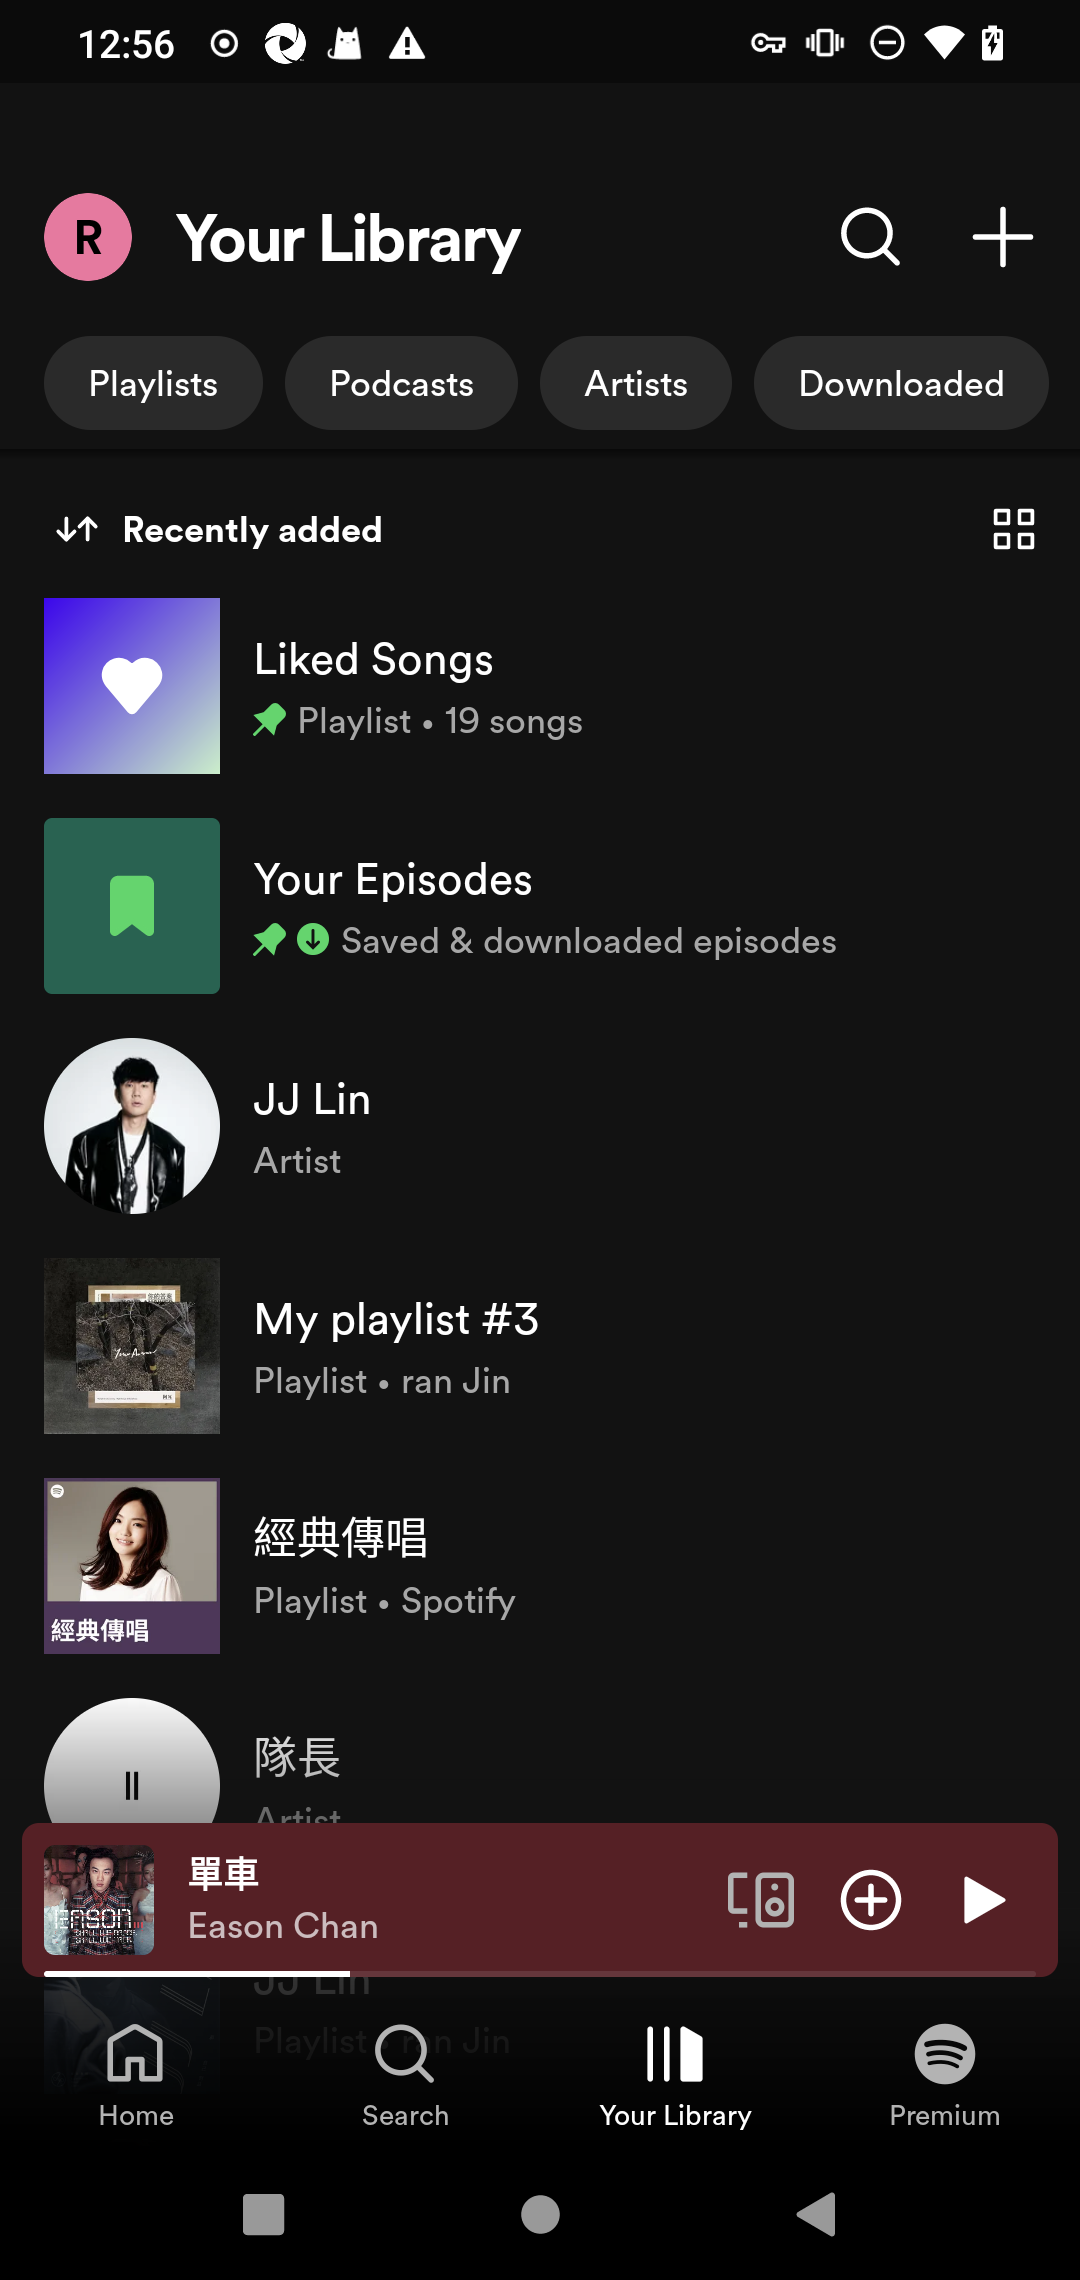 12:56
R
Your Library
Playlists
Podcasts
Artists
Downloaded
Recently added
Liked Songs
Playlist • 19 songs
Your Episodes
Saved & downloaded episodes
JJ Lin
Artist
My playlist #3
Playlist • ran Jin
經典傳唱
Playlist • Spotify
經典傳唱
隊長
Artist
單車
Eason Chan
JJ Lin
Playlist • ran Jin
Home
Search
Your Library
Premium